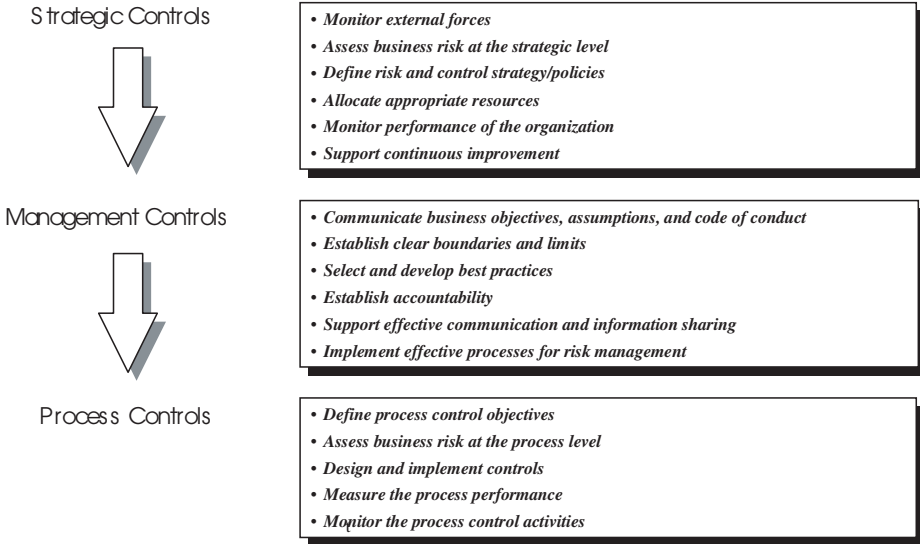 Strategic Controls
• Monitor external forces
• Assess business risk at the strategic level
• Define risk and control strategy/policies
• Allocate appropriate resources
• Monitor performance of the organization
• Support continuous improvement
Management Controls
• Communicate business objectives, assumptions, and code of conduct
• Establish clear boundaries and limits
• Select and develop best practices
• Establish accountability
• Support effective communication and information sharing
• Implement effective processes for risk management
Process Controls
• Define process control objectives
• Assess business risk at the process level
• Design and implement controls
• Measure the process performance
• Monitor the process control activities